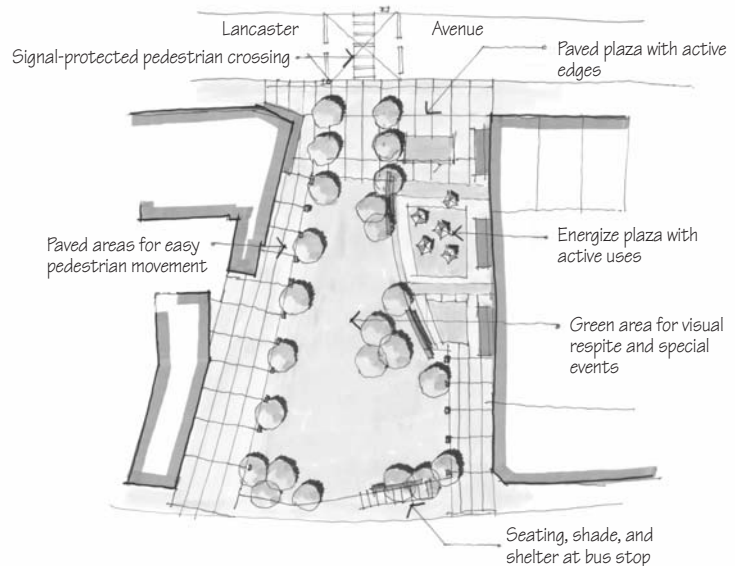 Lancaster Avenue
Signal-protected pedestrian crossing
Paved plaza with active
edges
Paved areas for easy
pedestrian movement
Energize plaza with
active uses
Green area for visual
respite and special
events
Seating, shade, and
shelter at bus stop